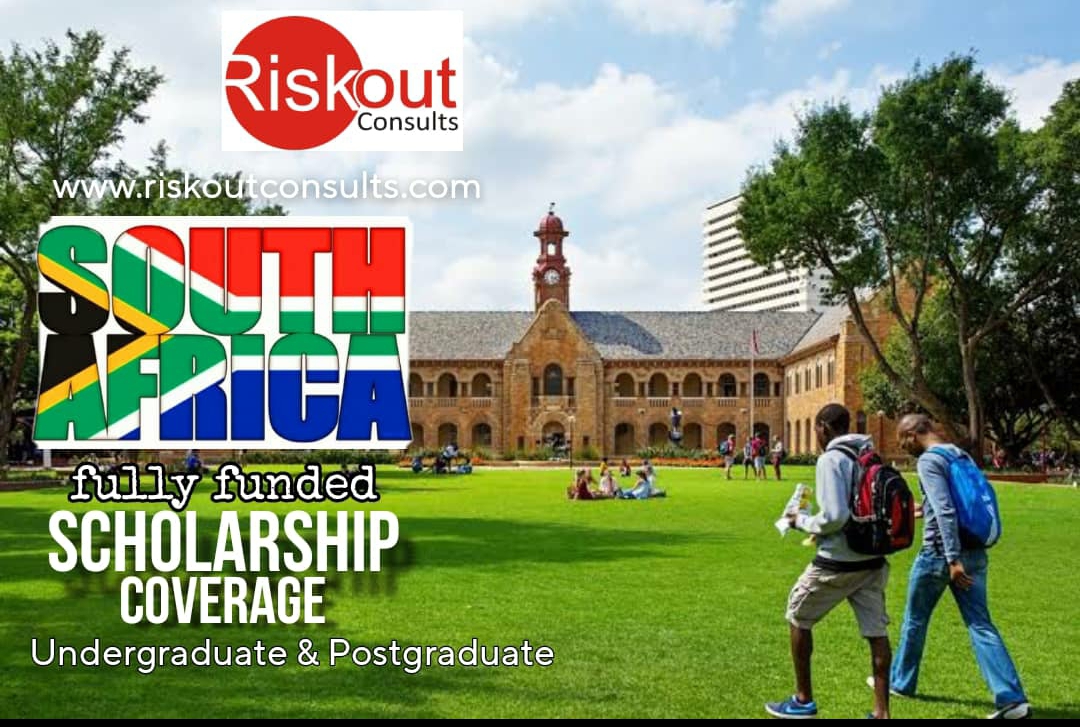 Riskout
Consults
www.riskoutconsults.com
SOUTH
AFRICA
fully funded
SCHOLARSHIP
COVERAGE
Undergraduate & Postgraduate